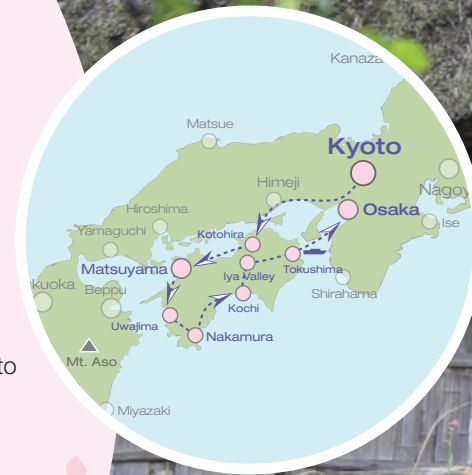 Kanaza
Matsue
Kyoto
Himeji
Nagoy
Osaka
Hiroshima
Ise
Yamaguchi
Kotohira
Matsuyama
Iya Valley
Tokushima
kuoka
Beppu
Shirahama
Kochi
Uwajima
Nakamura
Mt. Aso
to
Miyazaki